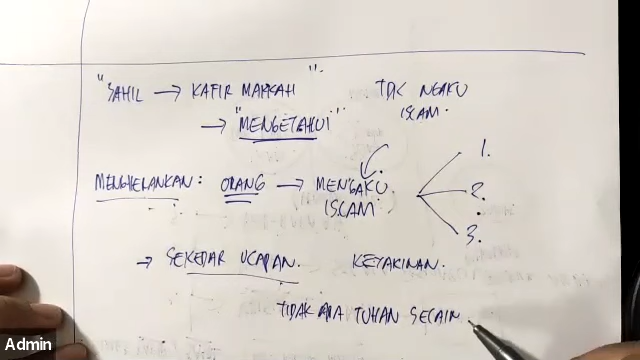 "JAHIL → KAFIR MAKKAH".
TDK NGAKU
ISLAM.
→ "MENGETAHUI".
MENGHERANKAN: ORANG → MENGAKU
ISLAM
1.
2.
3.
→ SEKEDAR UCAPAN. KEYAKINAN.
TIDAK ADA TUHAN SELAIN
Admin